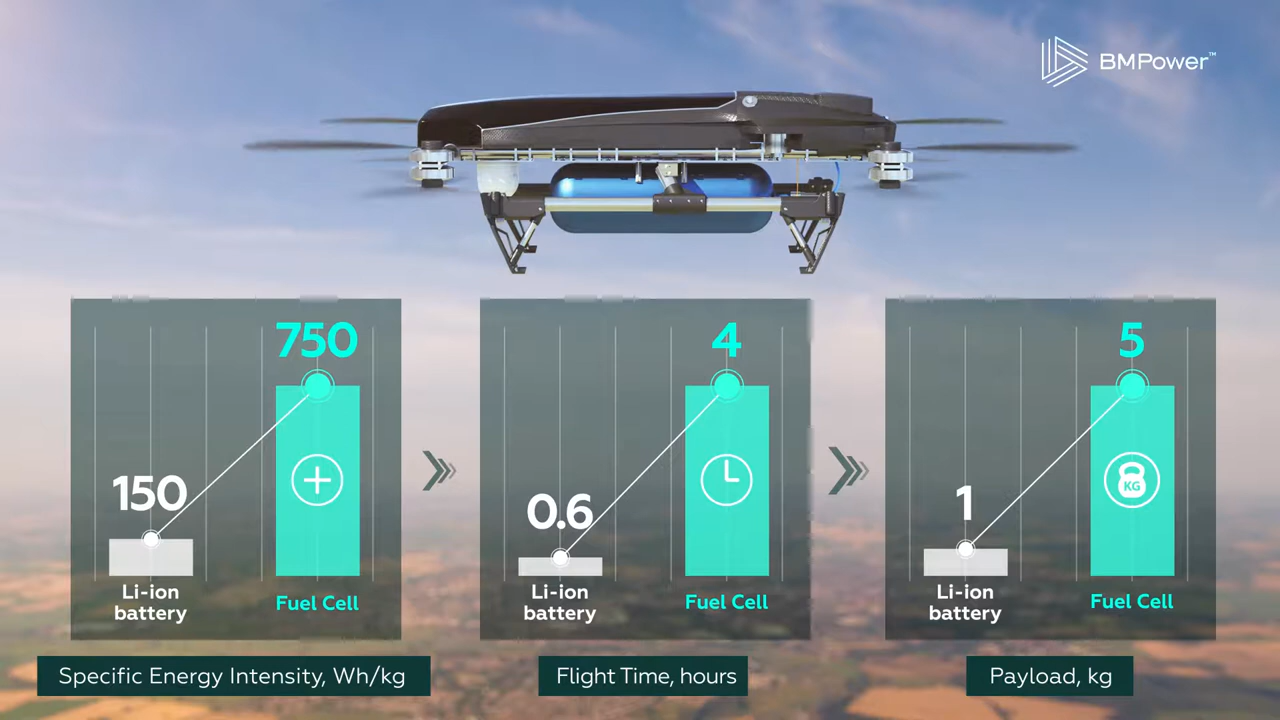 BMPower™
750
150
Li-ion
battery
Fuel Cell
Specific Energy Intensity, Wh/kg
4
0.6
Li-ion
battery
Fuel Cell
Flight Time, hours
5
KG
1
Li-ion
battery
Fuel Cell
Payload, kg